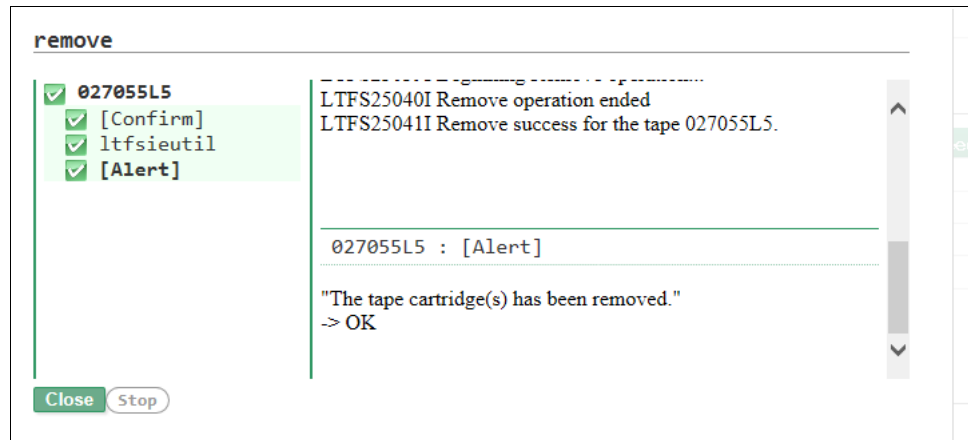 remove
027055L5
[Confirm]
ltfsieutil
[Alert]
LTFS25040I Remove operation ended
LTFS25041I Remove success for the tape 027055L5.
027055L5 : [Alert]
"The tape cartridge(s) has been removed."
-> OK
Close
Stop